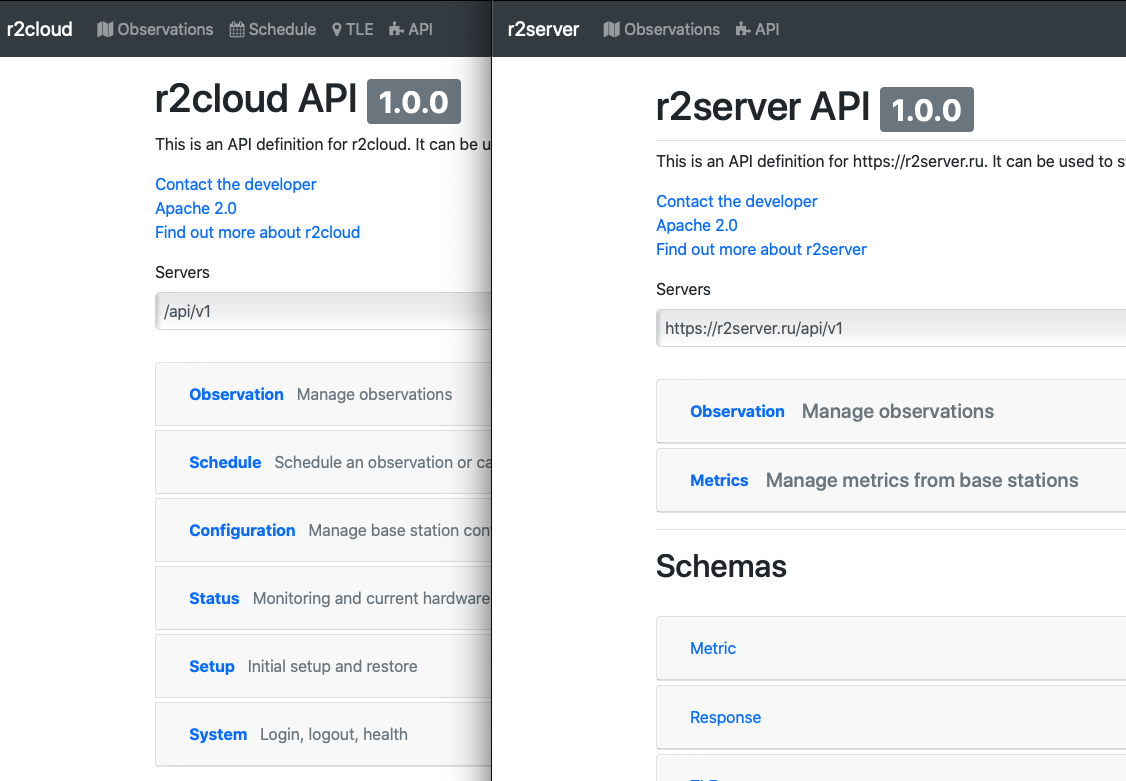 r2cloud Observations Schedule TLE API
r2cloud API 1.0.0
This is an API definition for r2cloud. It can be u
Contact the developer
Apache 2.0
Find out more about r2cloud
Servers
/api/v1
Observation Manage observations
Schedule Schedule an observation or ca
Configuration Manage base station con
Status Monitoring and current hardware
Setup Initial setup and restore
System Login, logout, health
r2server Observations API
r2server API 1.0.0
This is an API definition for https://r2server.ru. It can be used to s
Contact the developer
Apache 2.0
Find out more about r2server
Servers
https://r2server.ru/api/v1
Observation Manage observations
Metrics Manage metrics from base stations
Schemas
Metric
Response